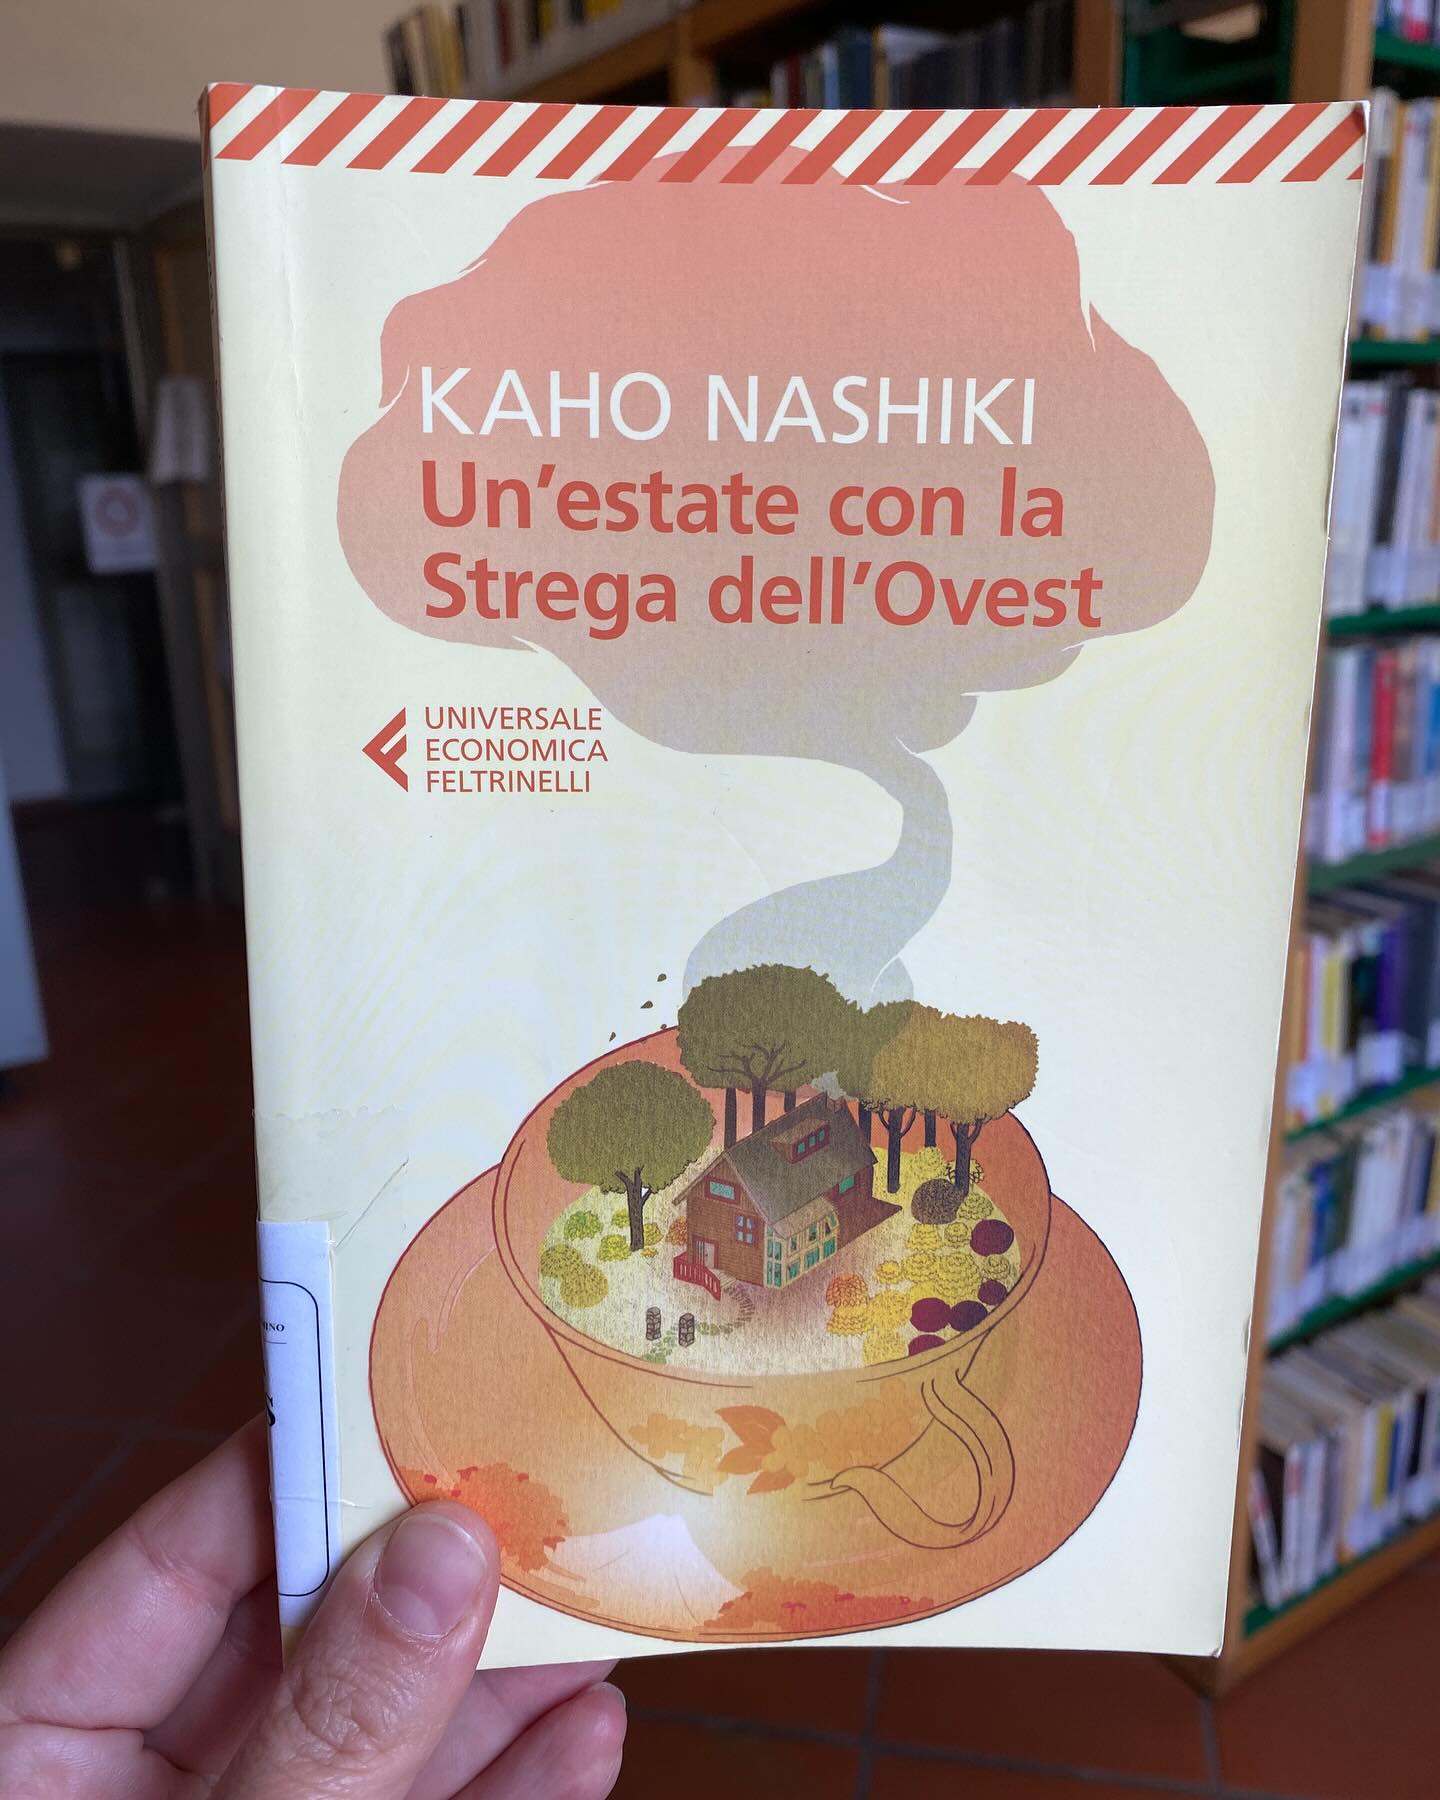 KAHO NASHIKI
Un'estate con la
Strega dell'Ovest
UNIVERSALE
ECONOMICA
FELTRINELLI